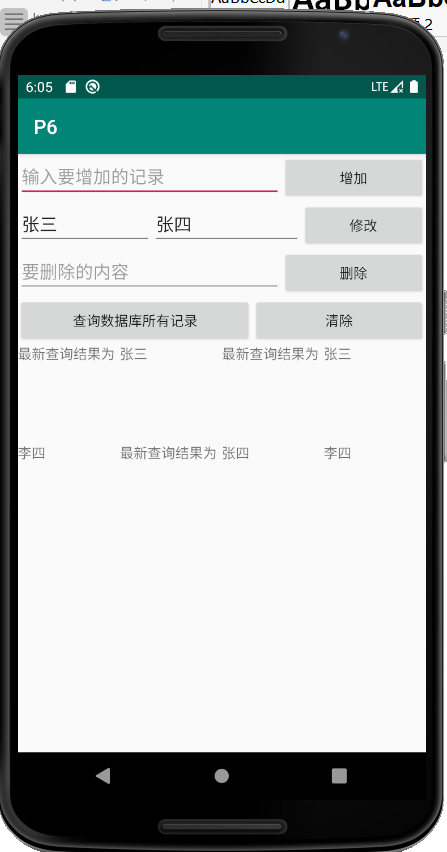 6:05 LTE
P6
输入要增加的记录 增加
张三 张四 修改
要删除的内容 删除
查询数据库所有记录 清除
最新查询结果为 张三 最新查询结果为 张三
李四 最新查询结果为 张四 李四